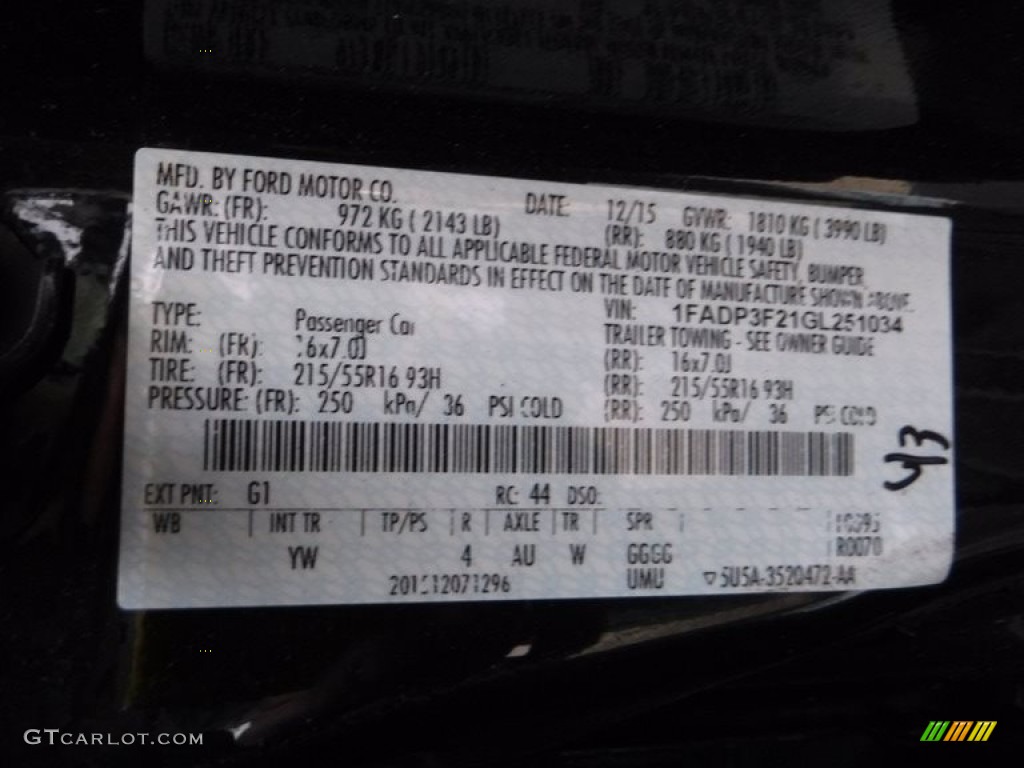 MFD. BY FORD MOTOR CO. DATE: 12/15 GVWR: 1810 KG ( 3990 LB)
GAWR: (FR): 972 KG ( 2143 LB) (RR): 880 KG ( 1940 LB)
THIS VEHICLE CONFORMS TO ALL APPLICABLE FEDERAL MOTOR VEHICLE SAFETY, BUMPER,
AND THEFT PREVENTION STANDARDS IN EFFECT ON THE DATE OF MANUFACTURE SHOWN ABOVE.
VIN: 1FADP3F21GL251034
TYPE: Passenger Car TRAILER TOWING - SEE OWNER GUIDE
RIM: (FR): 16x7.0J (RR): 16x7.0J
TIRE: (FR): 215/55R16 93H (RR): 215/55R16 93H
PRESSURE: (FR): 250 kPa/ 36 PSI COLD (RR): 250 kPa/ 36 PSI COLD
43
EXT PNT: G1 RC: 44 DSO:
WB INT TR TP/PS R AXLE TR SPR
YW 4 AU W GGGG R0070
UMU ▽5U5A-3520472-AA
GTCARLOT.COM